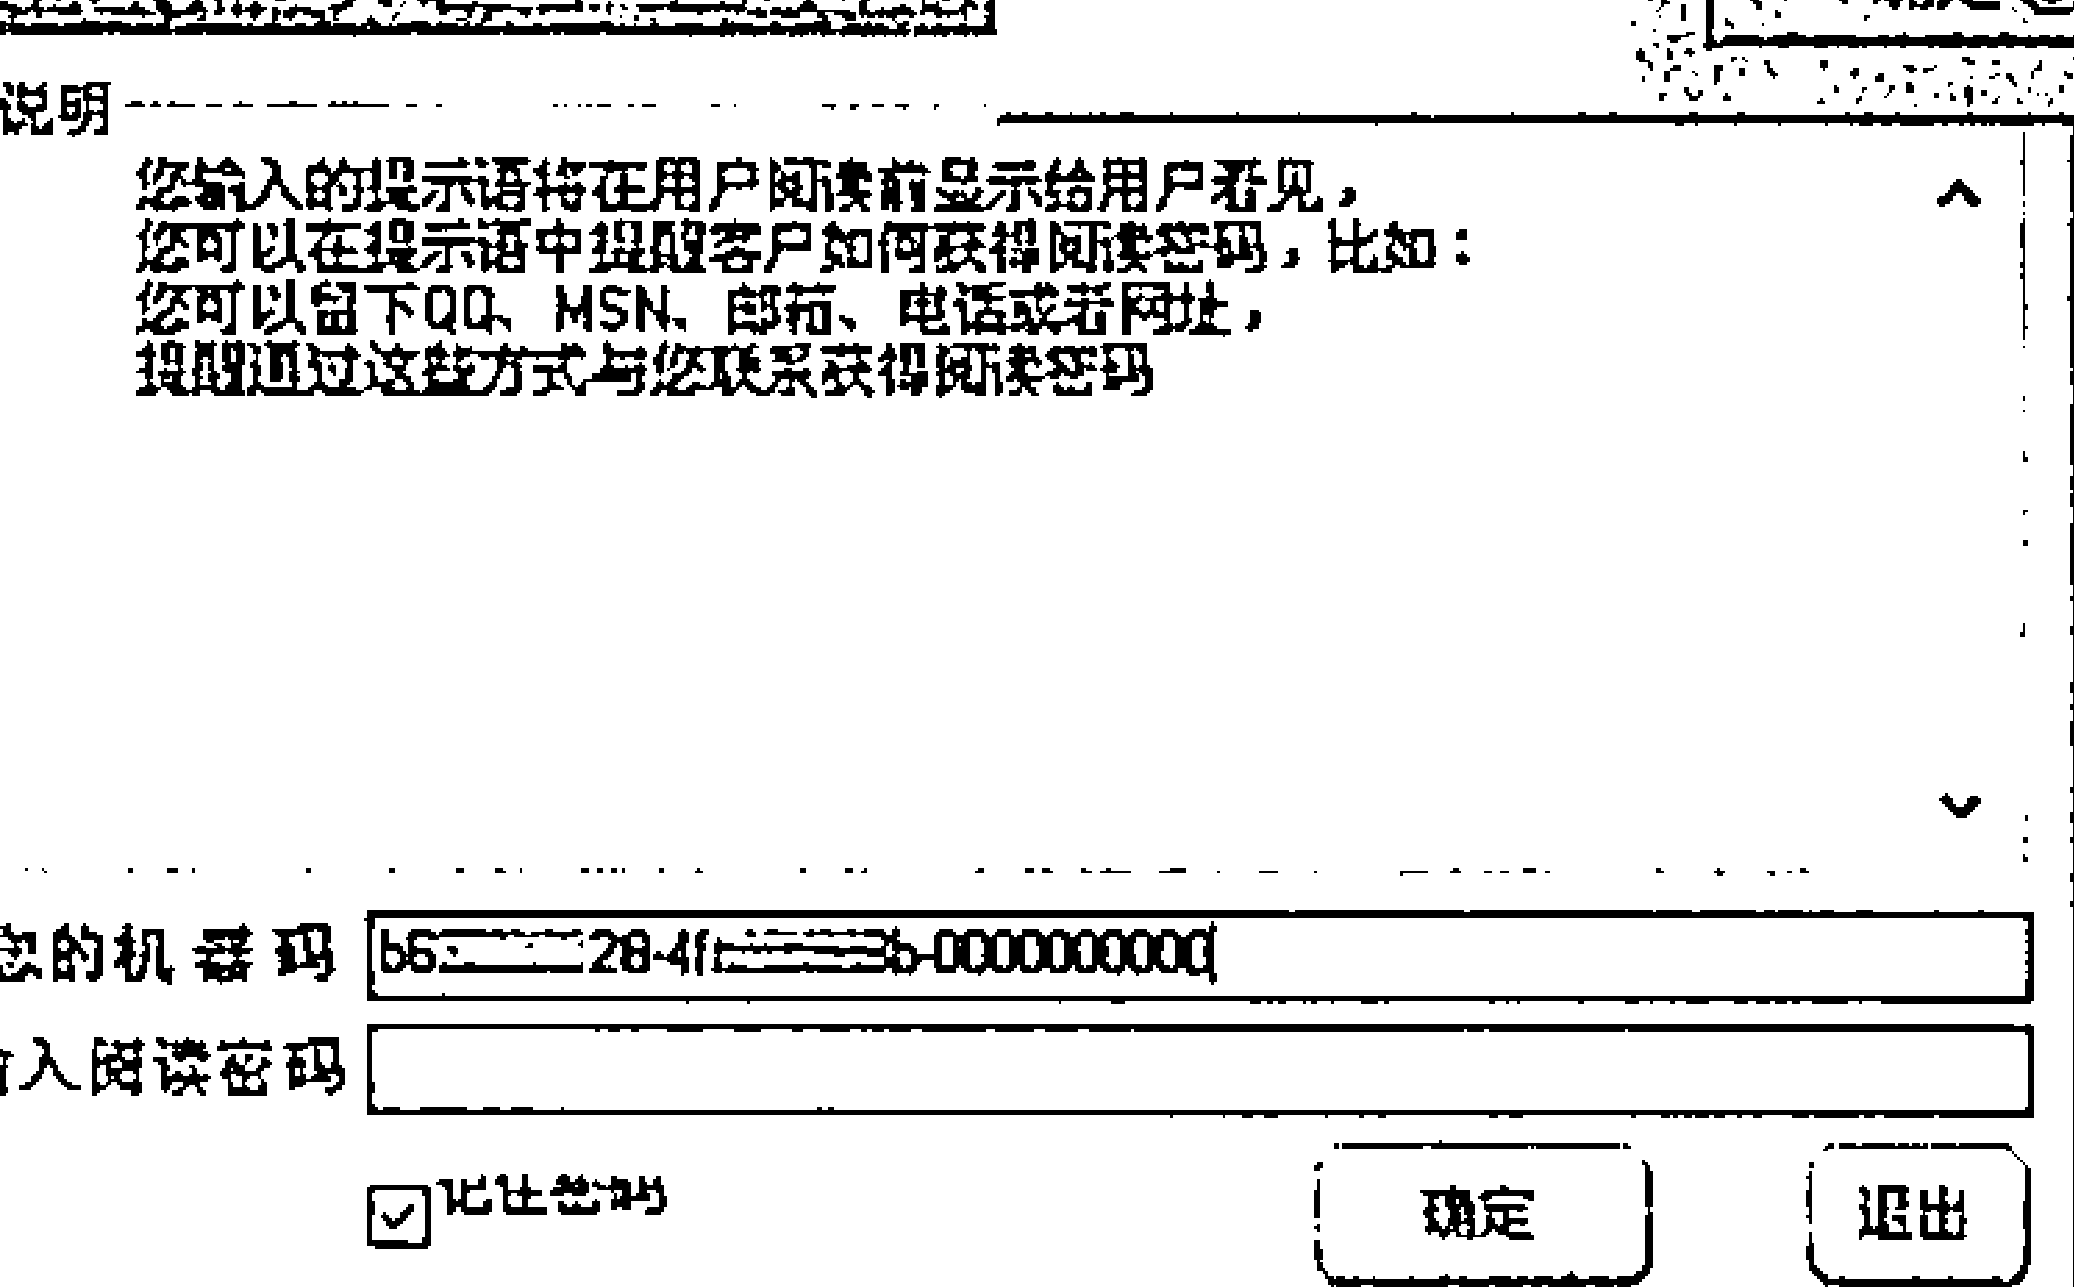 说明
您输入的提示语将在用户阅读前显示给用户看见，
您可以在提示语中提醒客户如何获得阅读密码，比如：
您可以留下QQ、MSN、邮箱、电话或者网址，
提醒通过这些方式与您联系获得阅读密码
您的机器码 b6 28-4f b-0000000000
入阅读密码
记住密码
确定 退出